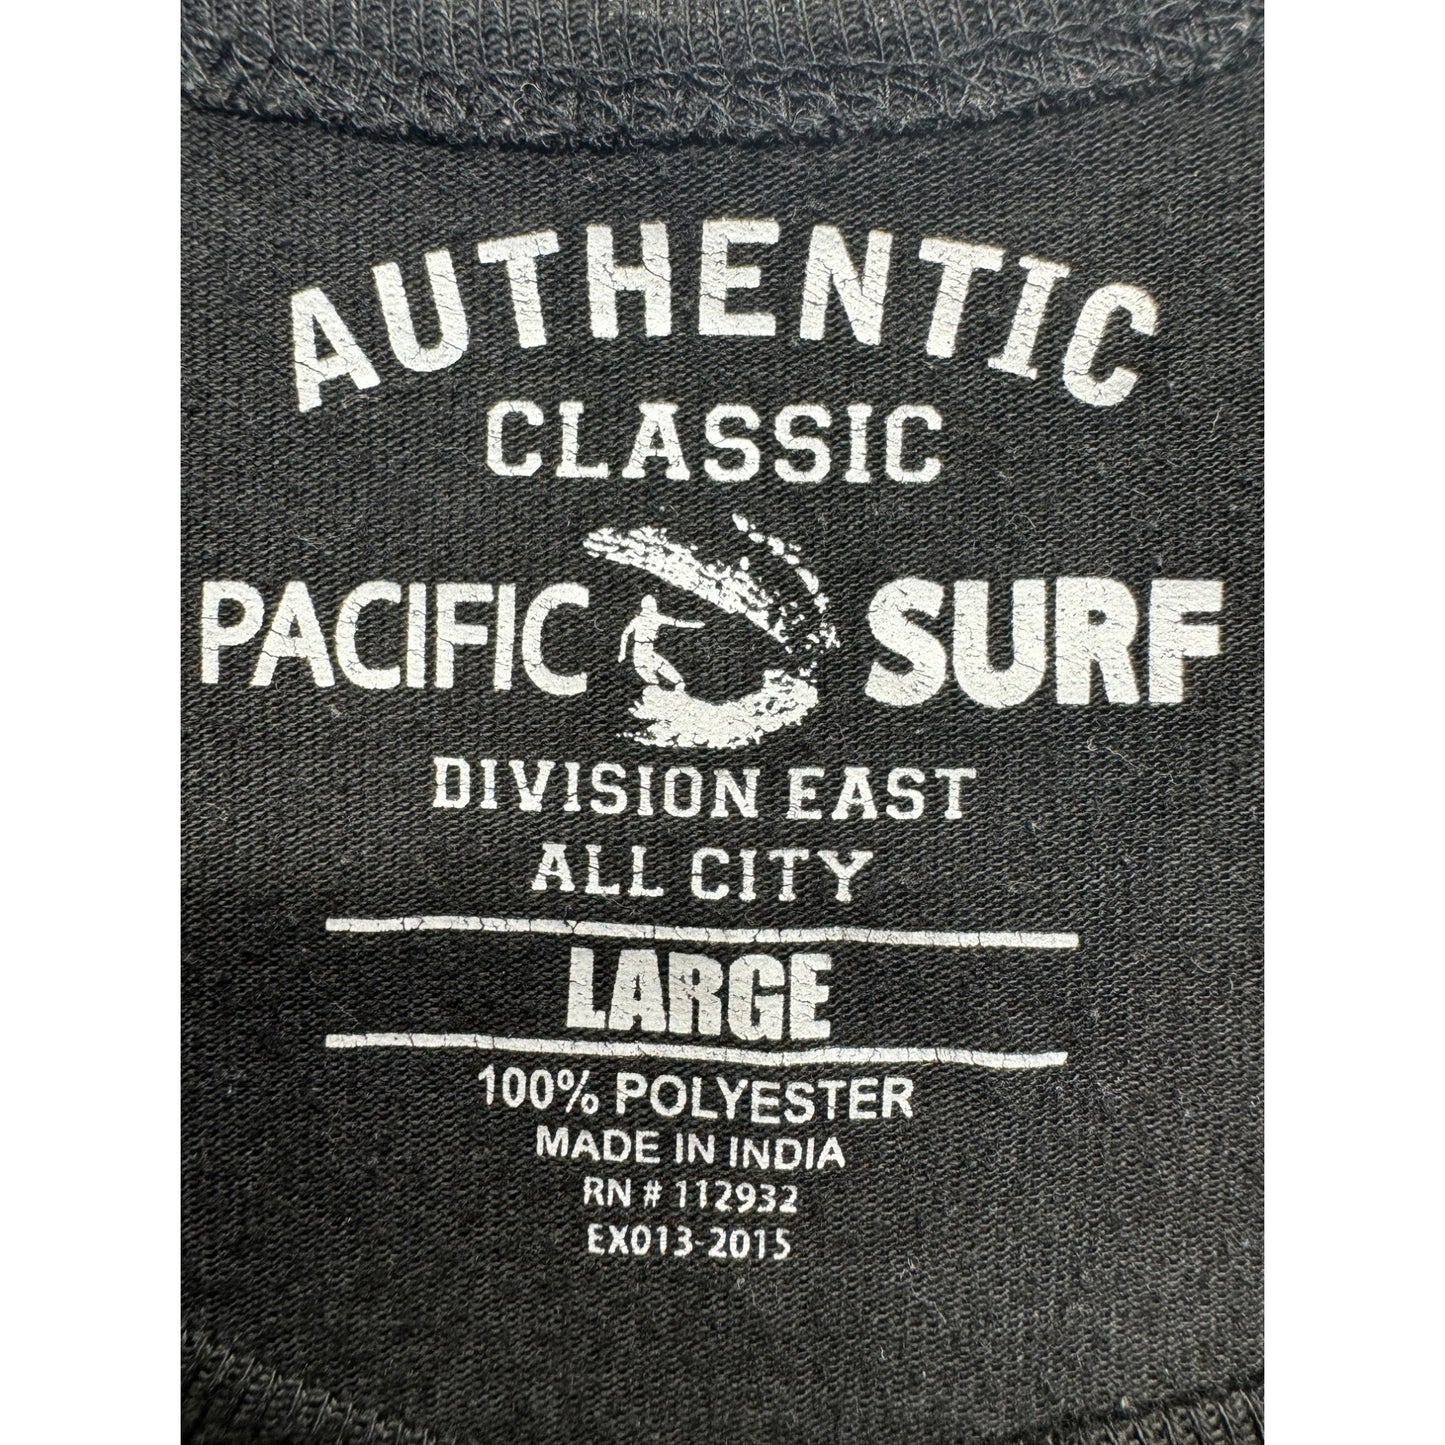 AUTHENTIC
CLASSIC
PACIFIC SURF
DIVISION EAST
ALL CITY
LARGE
100% POLYESTER
MADE IN INDIA
RN # 112932
EX013-2015